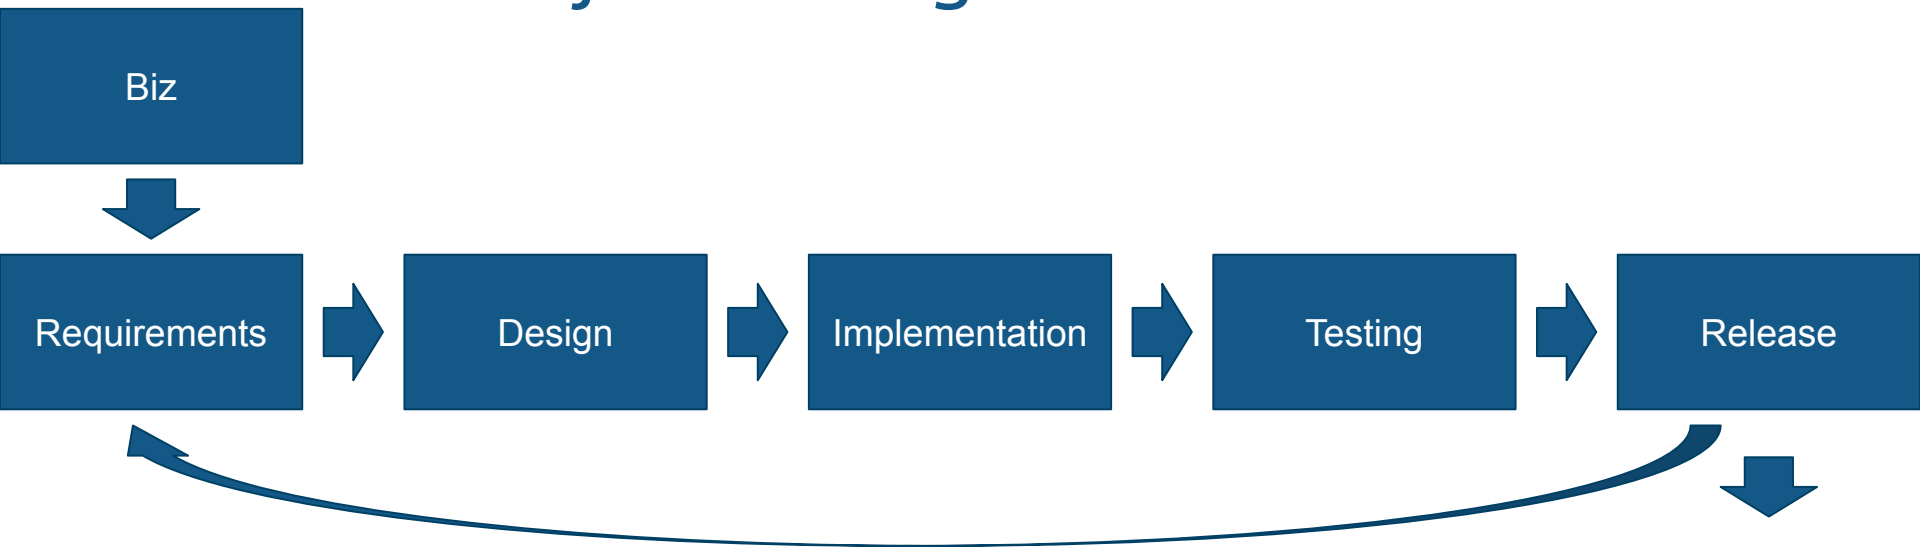 Biz
Requirements
Design
Implementation
Testing
Release